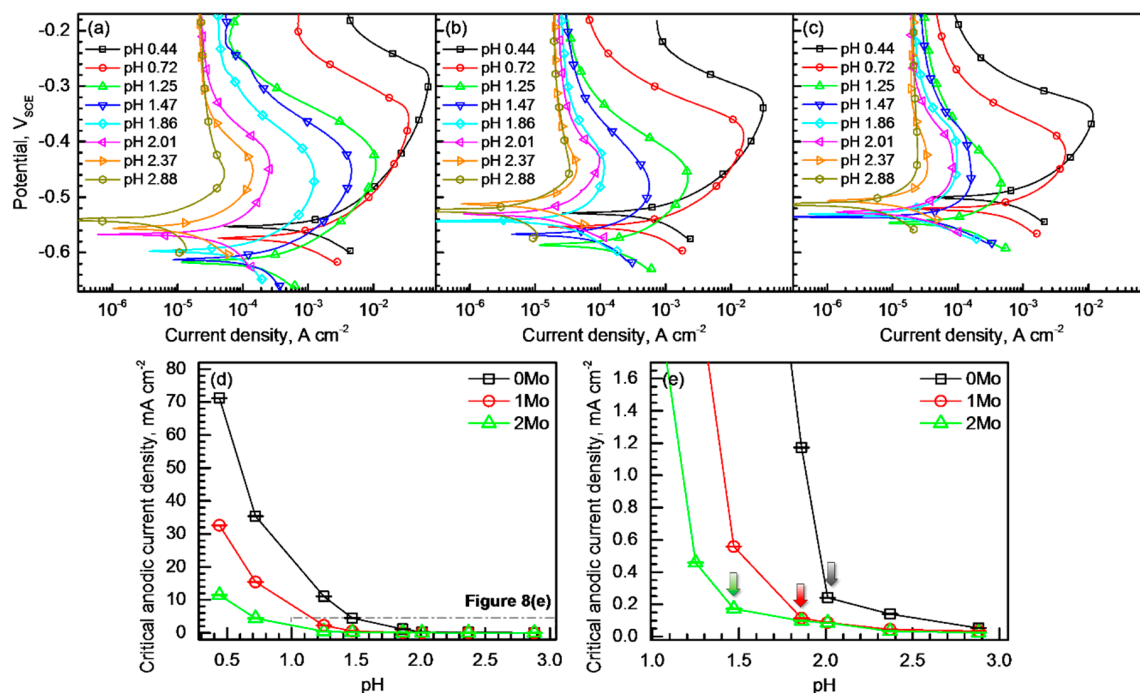 (a)
pH 0.44
pH 0.72
pH 1.25
pH 1.47
pH 1.86
pH 2.01
pH 2.37
pH 2.88
(b)
pH 0.44
pH 0.72
pH 1.25
pH 1.47
pH 1.86
pH 2.01
pH 2.37
pH 2.88
(c)
pH 0.44
pH 0.72
pH 1.25
pH 1.47
pH 1.86
pH 2.01
pH 2.37
pH 2.88
-0.2
-0.3
-0.4
-0.5
-0.6
Potential, V_SCE
10⁻⁶ 10⁻⁵ 10⁻⁴ 10⁻³ 10⁻²
10⁻⁶ 10⁻⁵ 10⁻⁴ 10⁻³ 10⁻²
10⁻⁶ 10⁻⁵ 10⁻⁴ 10⁻³ 10⁻²
Current density, A cm⁻²
Current density, A cm⁻²
Current density, A cm⁻²
(d)
0Mo
1Mo
2Mo
Figure 8(e)
80
70
60
50
40
30
20
10
0
Critical anodic current density, mA cm⁻²
0.5 1.0 1.5 2.0 2.5 3.0
pH
(e)
0Mo
1Mo
2Mo
1.6
1.4
1.2
1.0
0.8
0.6
0.4
0.2
0.0
Critical anodic current density, mA cm⁻²
1.0 1.5 2.0 2.5 3.0
pH